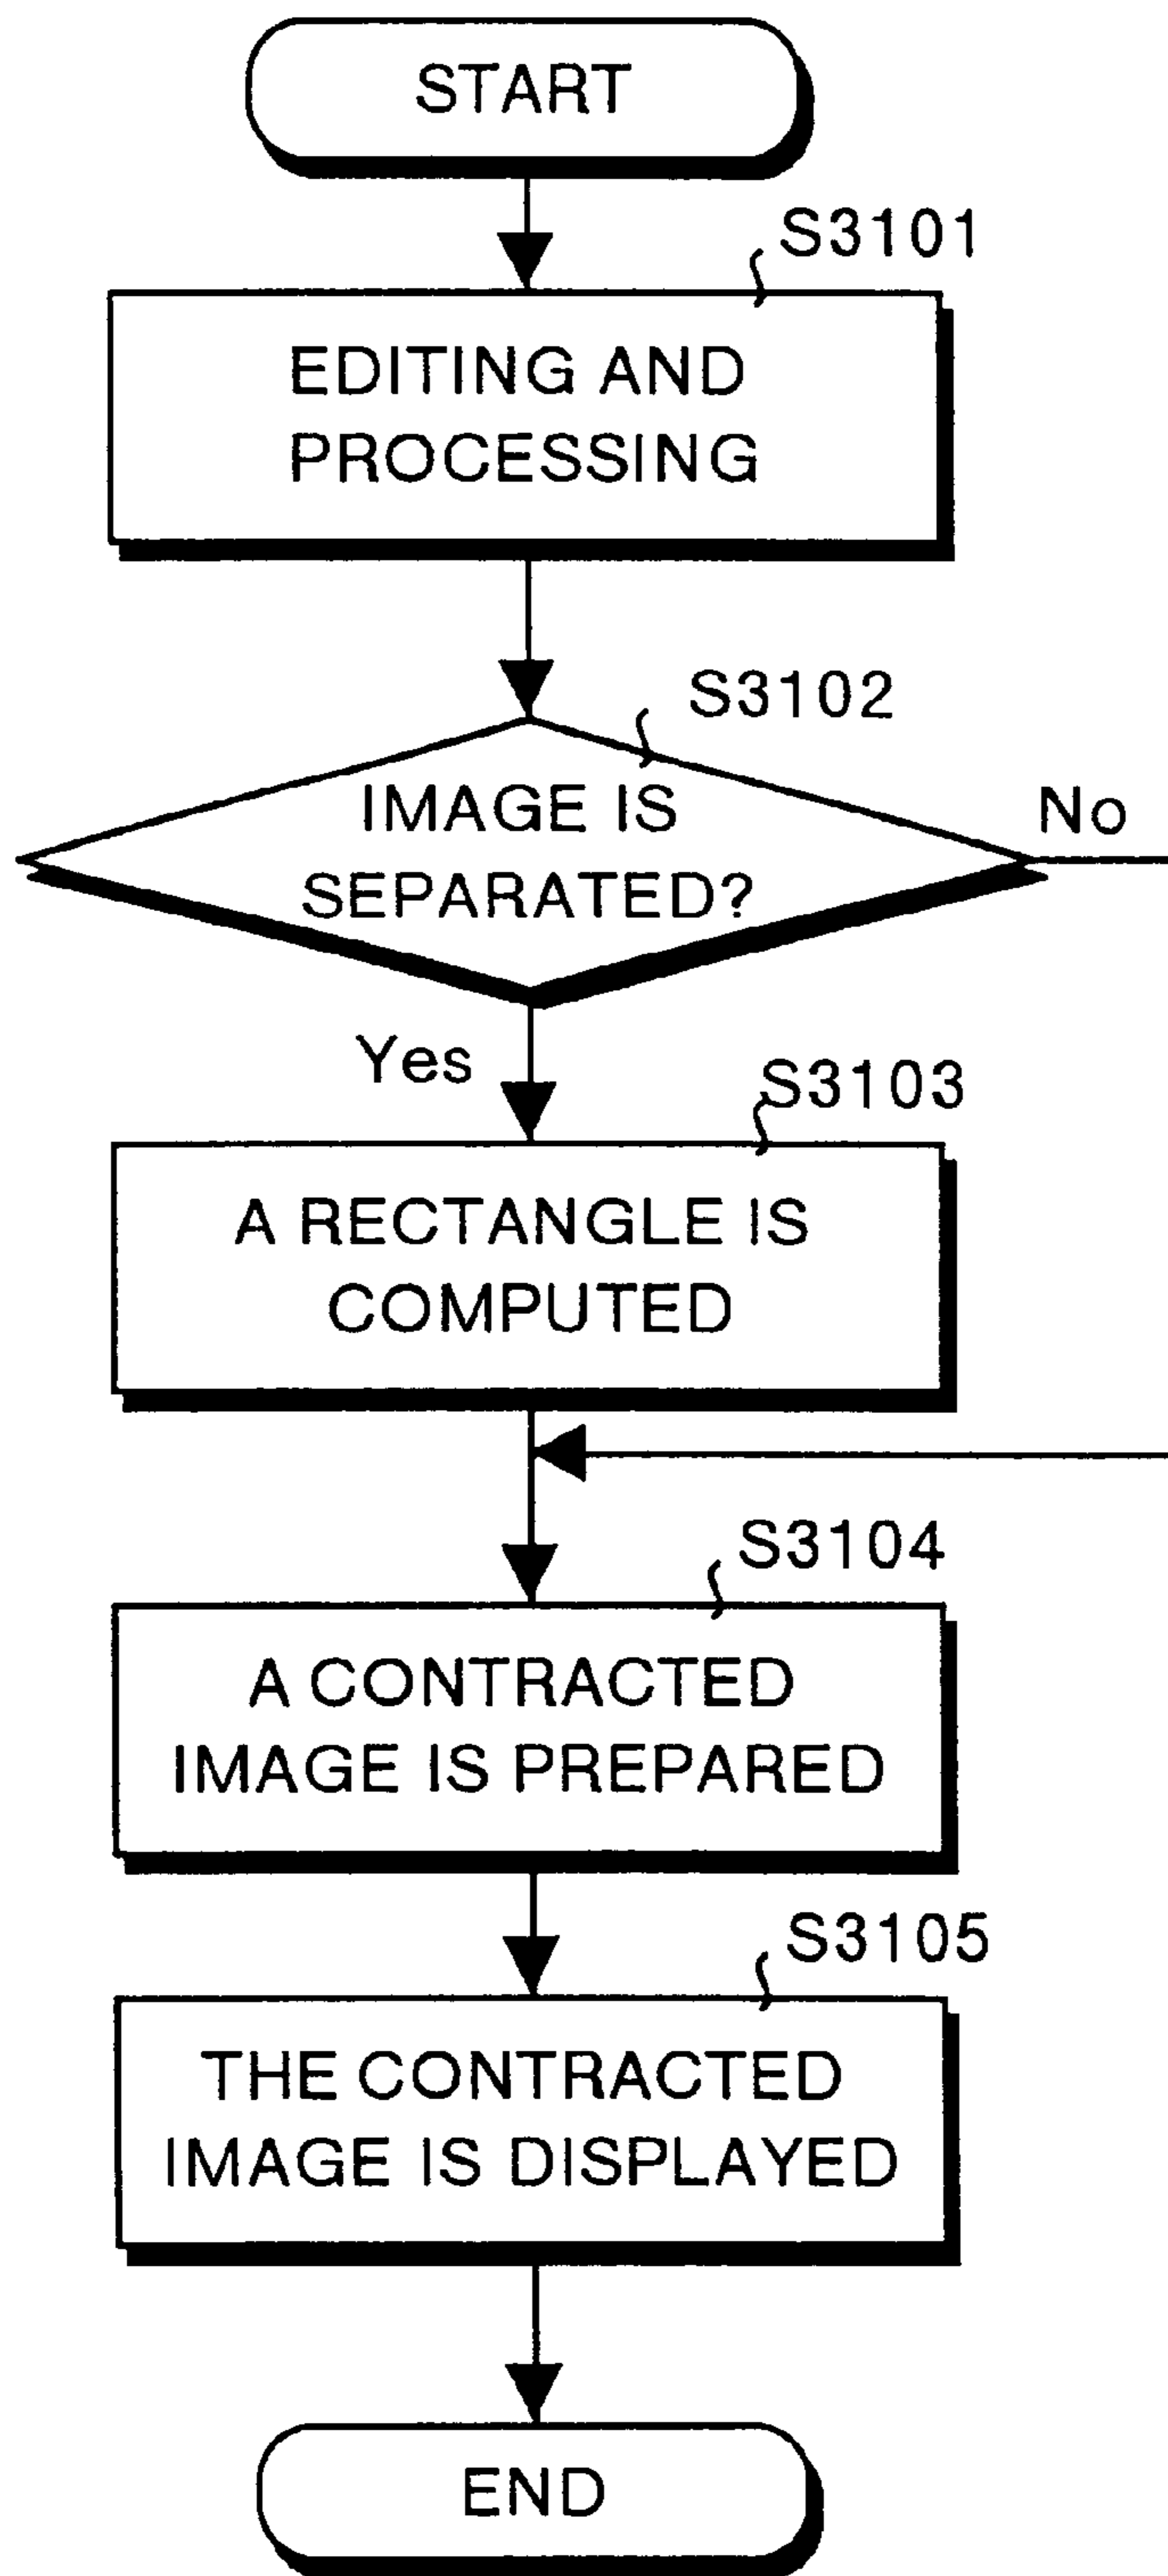 START
S3101
EDITING AND
PROCESSING
S3102
IMAGE IS
SEPARATED?
No
Yes
S3103
A RECTANGLE IS
COMPUTED
S3104
A CONTRACTED
IMAGE IS PREPARED
S3105
THE CONTRACTED
IMAGE IS DISPLAYED
END